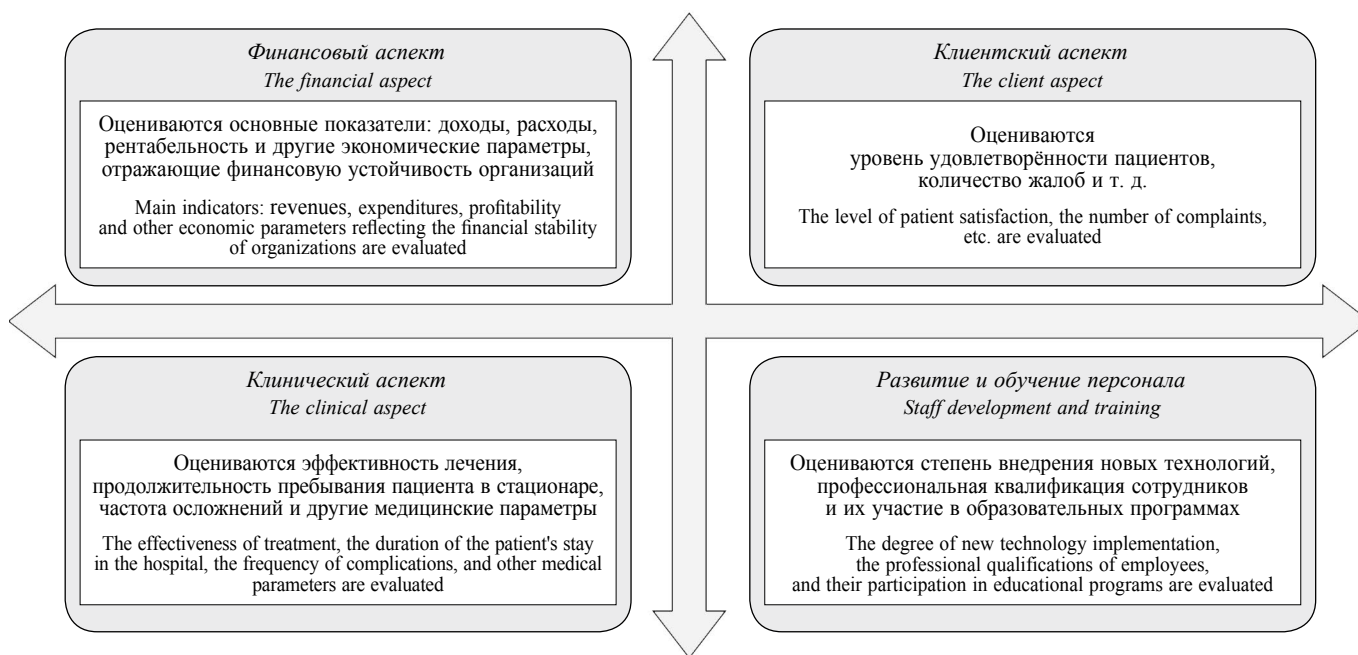 Финансовый аспект
The financial aspect
Оцениваются основные показатели: доходы, расходы,
рентабельность и другие экономические параметры,
отражающие финансовую устойчивость организаций
Main indicators: revenues, expenditures, profitability
and other economic parameters reflecting the financial stability
of organizations are evaluated
Клиентский аспект
The client aspect
Оцениваются
уровень удовлетворённости пациентов,
количество жалоб и т. д.
The level of patient satisfaction, the number of complaints,
etc. are evaluated
Клинический аспект
The clinical aspect
Оцениваются эффективность лечения,
продолжительность пребывания пациента в стационаре,
частота осложнений и другие медицинские параметры
The effectiveness of treatment, the duration of the patient's stay
in the hospital, the frequency of complications, and other medical
parameters are evaluated
Развитие и обучение персонала
Staff development and training
Оцениваются степень внедрения новых технологий,
профессиональная квалификация сотрудников
и их участие в образовательных программах
The degree of new technology implementation,
the professional qualifications of employees,
and their participation in educational programs are evaluated